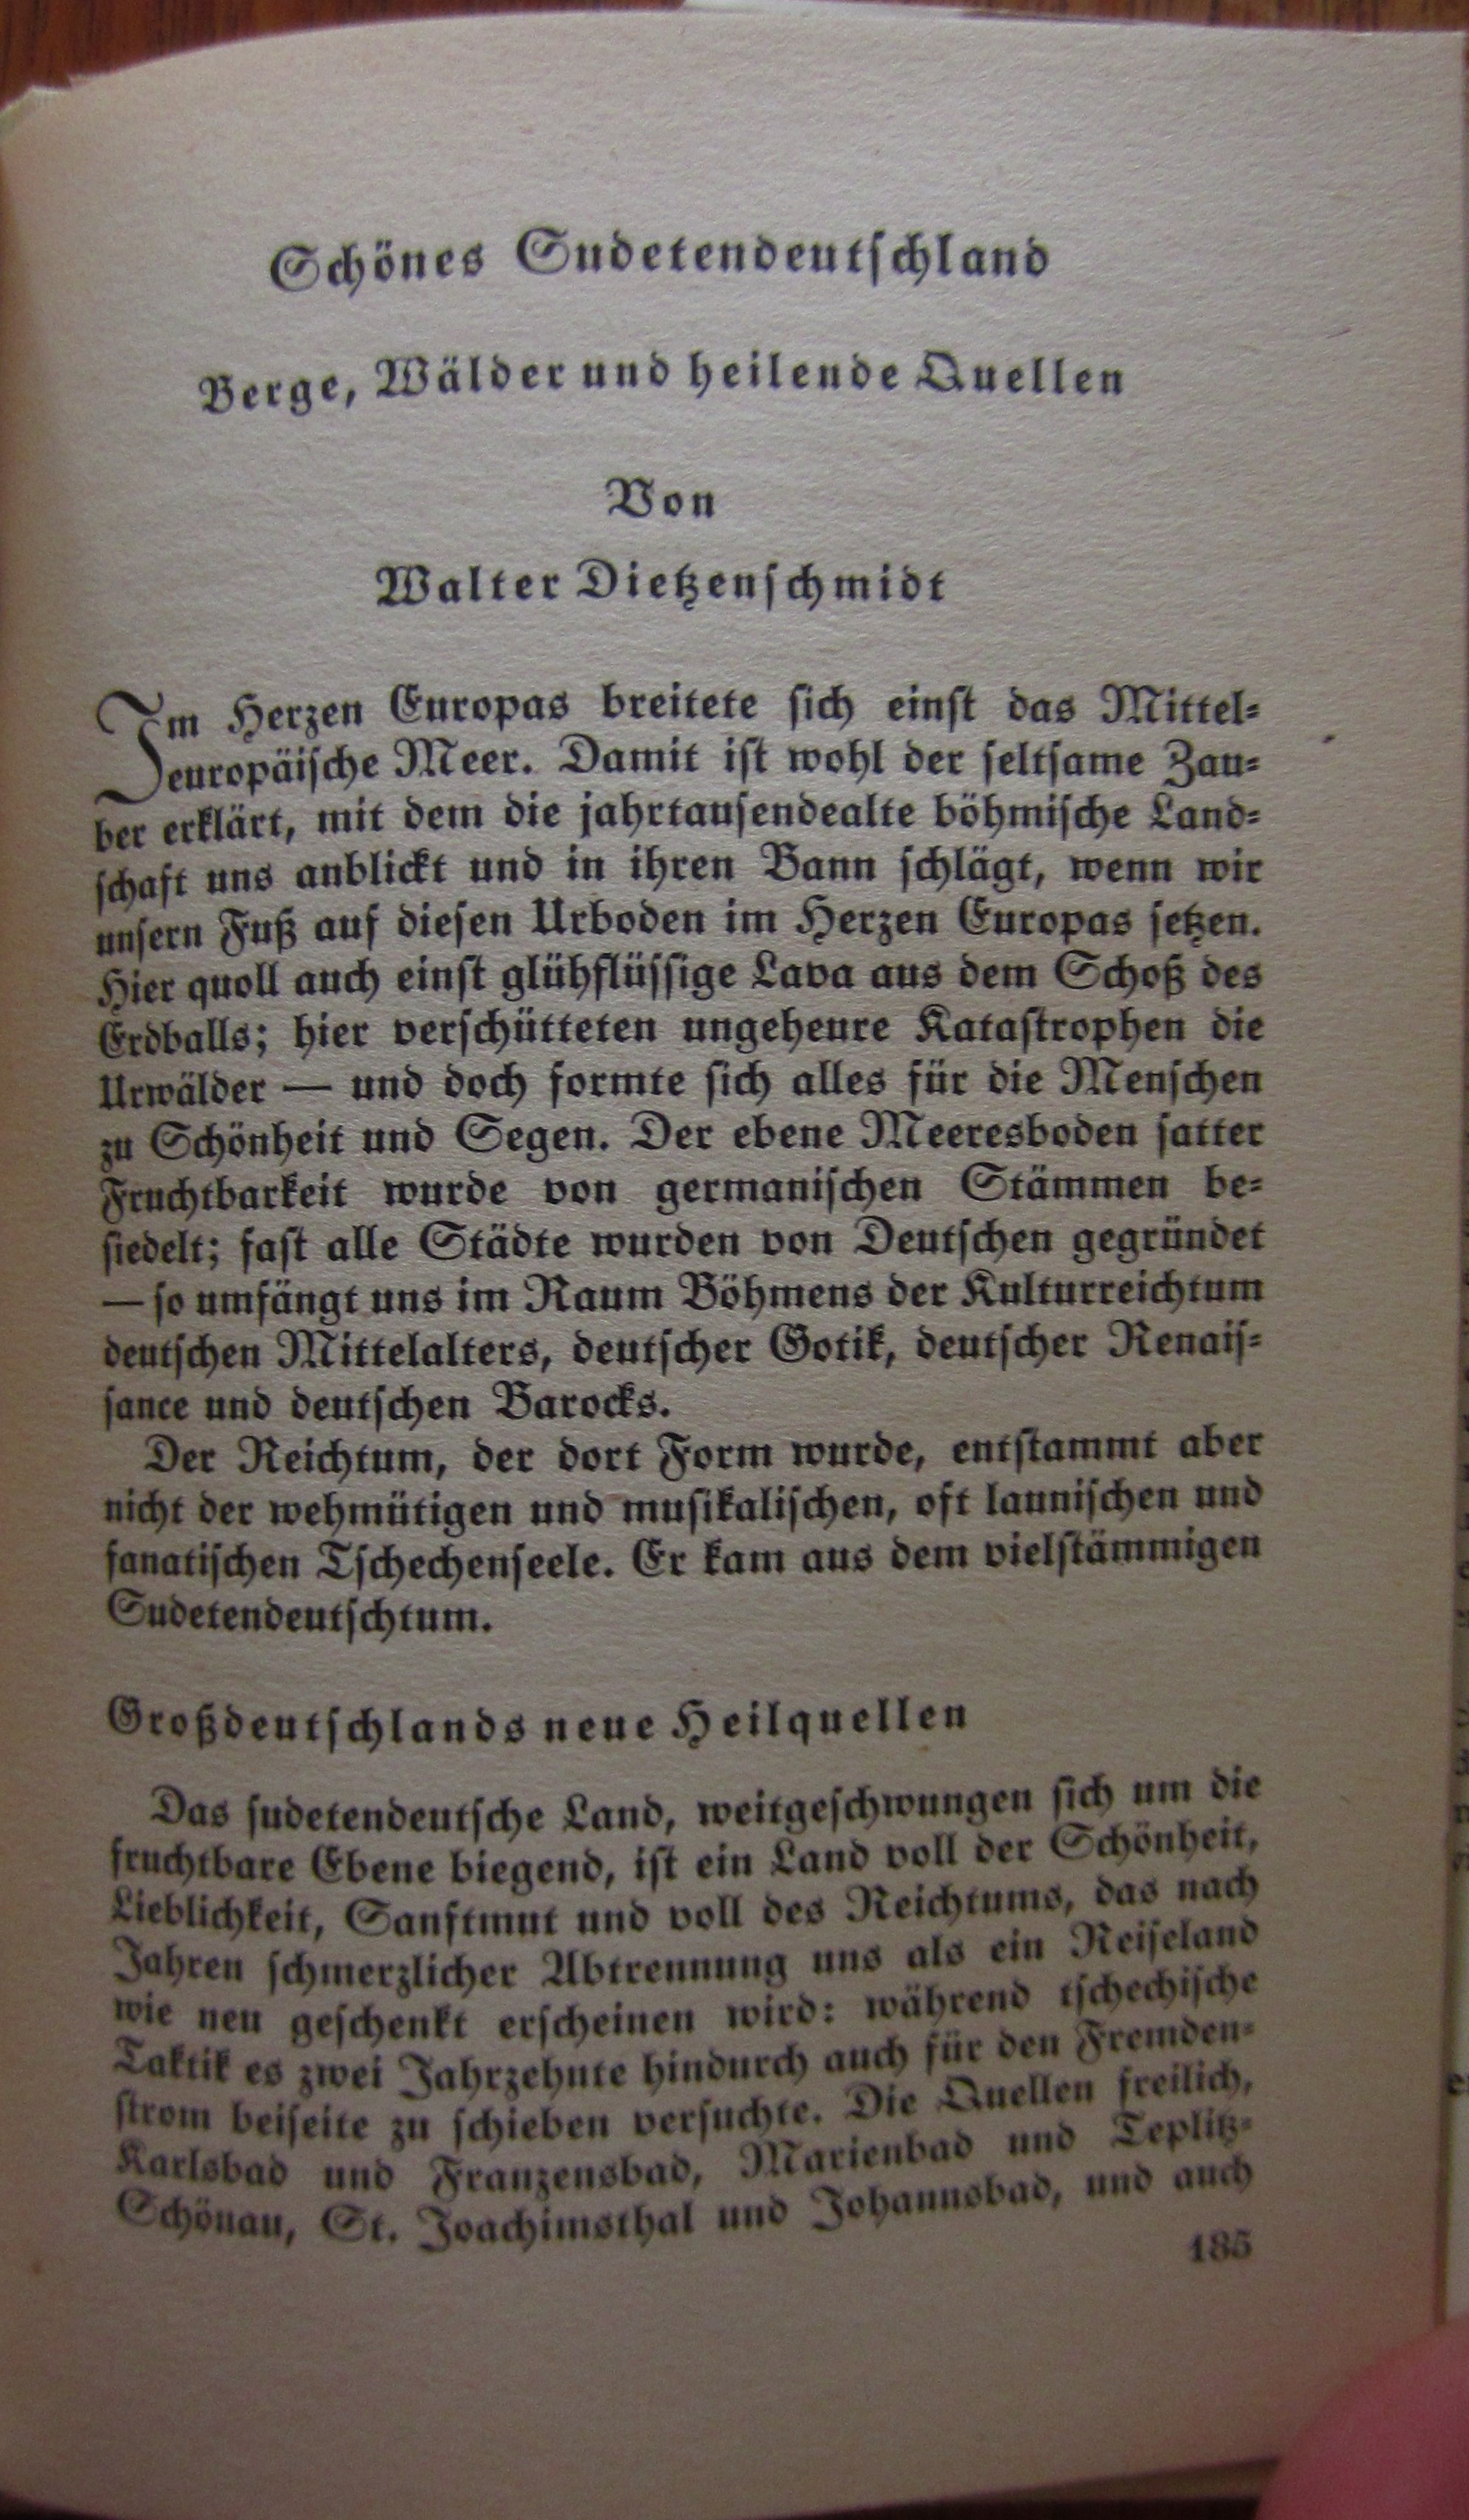 Schönes Sudetendeutschland
Berge, Wälder und heilende Quellen
Von
Walter Dietzenschmidt
Im Herzen Europas breitete sich einst das Mittel-
europäische Meer. Damit ist wohl der seltsame Zau-
ber erklärt, mit dem die jahrtausendealte böhmische Land-
schaft uns anblickt und in ihren Bann schlägt, wenn wir
unsern Fuß auf diesen Urboden im Herzen Europas setzen.
Hier quoll auch einst glühflüssige Lava aus dem Schoß des
Erdballs; hier verschütteten ungeheure Katastrophen die
Urwälder — und doch formte sich alles für die Menschen
zu Schönheit und Segen. Der ebene Meeresboden satter
Fruchtbarkeit wurde von germanischen Stämmen be-
siedelt; fast alle Städte wurden von Deutschen gegründet
— so umfängt uns im Raum Böhmens der Kulturreichtum
deutschen Mittelalters, deutscher Gotik, deutscher Renais-
sance und deutschen Barocks.
Der Reichtum, der dort Form wurde, entstammt aber
nicht der wehmütigen und musikalischen, oft launischen und
fanatischen Tschechenseele. Er kam aus dem vielstämmigen
Sudetendeutschtum.
Großdeutschlands neue Heilquellen
Das sudetendeutsche Land, weitgeschwungen sich um die
fruchtbare Ebene biegend, ist ein Land voll der Schönheit,
Lieblichkeit, Sanftmut und voll des Reichtums, das nach
Jahren schmerzlicher Abtrennung uns als ein Reiseland
wie neu geschenkt erscheinen wird: während tschechische
Taktik es zwei Jahrzehnte hindurch auch für den Fremden-
strom beiseite zu schieben versuchte. Die Quellen freilich,
Karlsbad und Franzensbad, Marienbad und Teplitz-
Schönau, St. Joachimsthal und Johannsbad, und auch
185